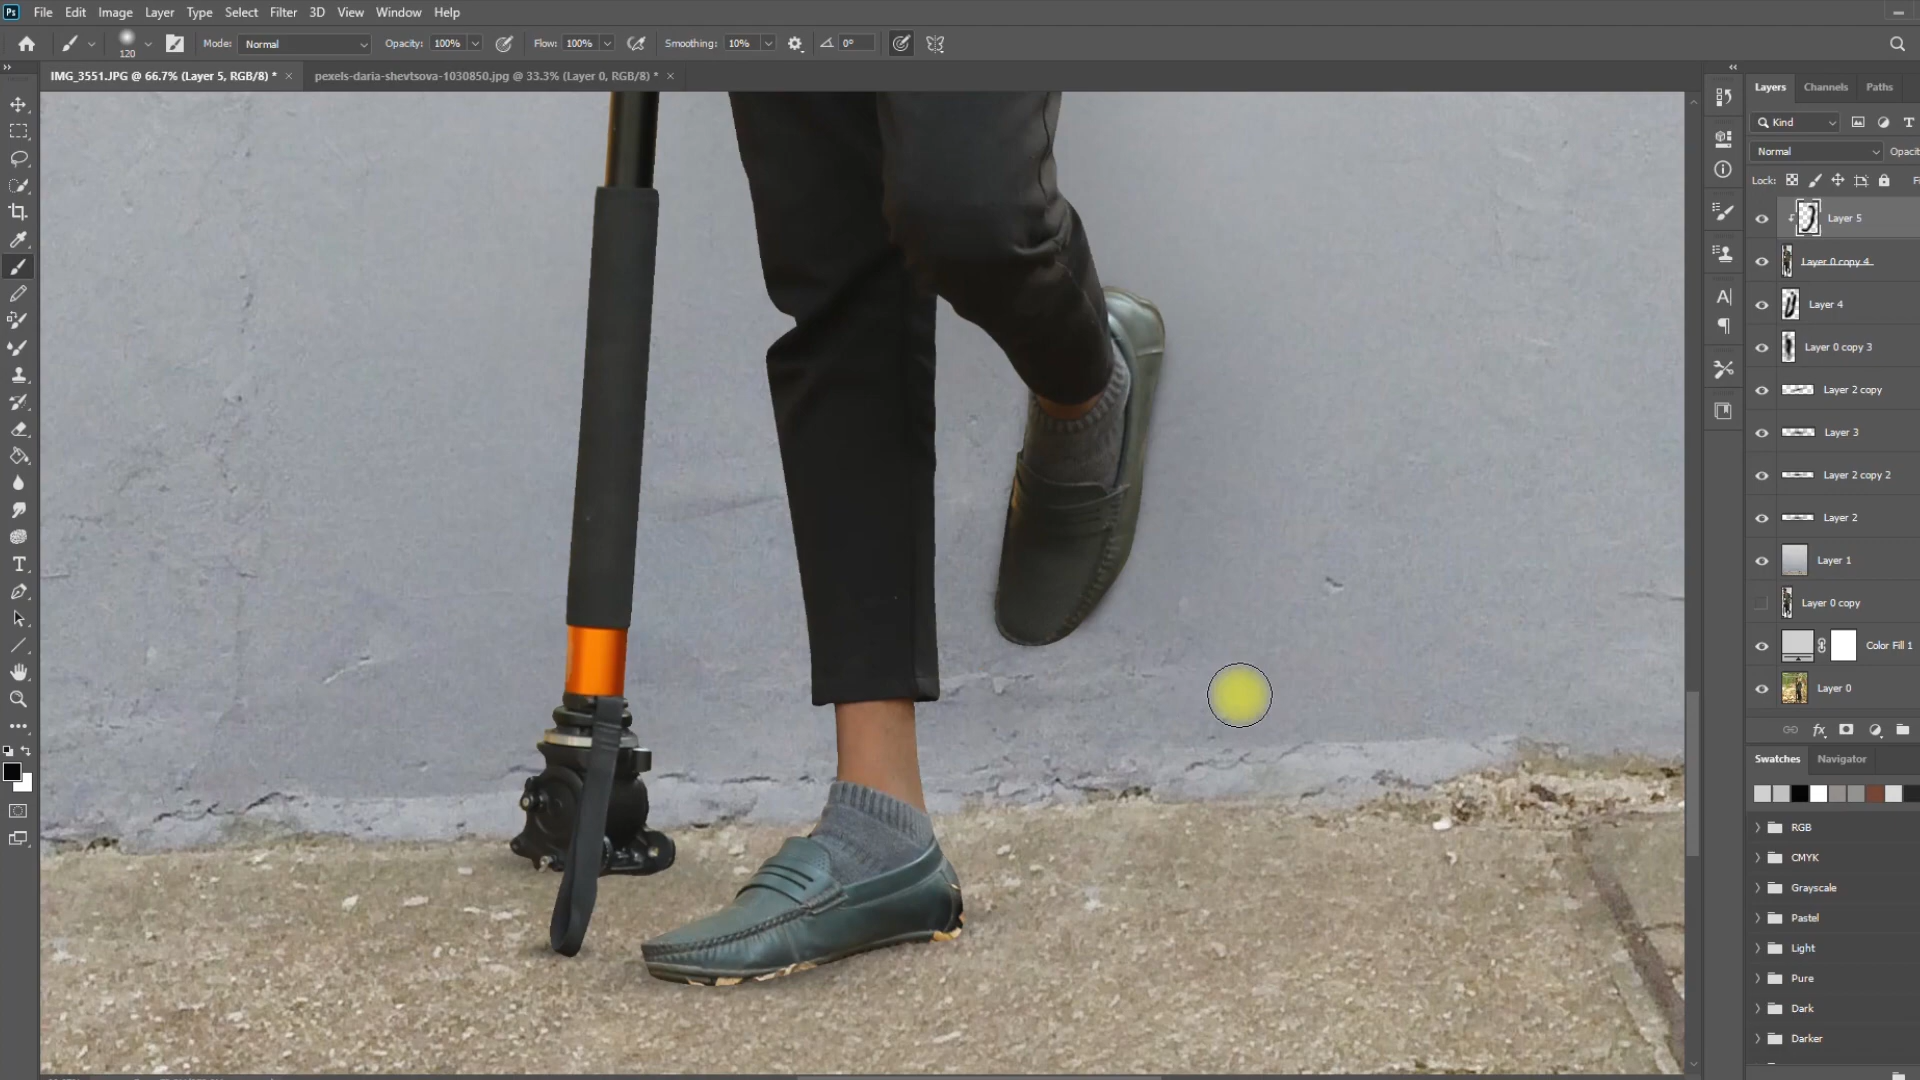 Ps File Edit Image Layer Type Select Filter 3D View Window Help
120 Mode: Normal Opacity: 100% Flow: 100% Smoothing: 10% 0°
IMG_3551.JPG @ 66.7% (Layer 5, RGB/8) * × pexels-daria-shevtsova-1030850.jpg @ 33.3% (Layer 0, RGB/8) * ×
Layers Channels Paths
Kind
Normal Opacit
Lock: Fi
Layer 5
Layer 0 copy 4
Layer 4
Layer 0 copy 3
Layer 2 copy
Layer 3
Layer 2 copy 2
Layer 2
Layer 1
Layer 0 copy
Color Fill 1
Layer 0
fx
Swatches Navigator
RGB
CMYK
Grayscale
Pastel
Light
Pure
Dark
Darker